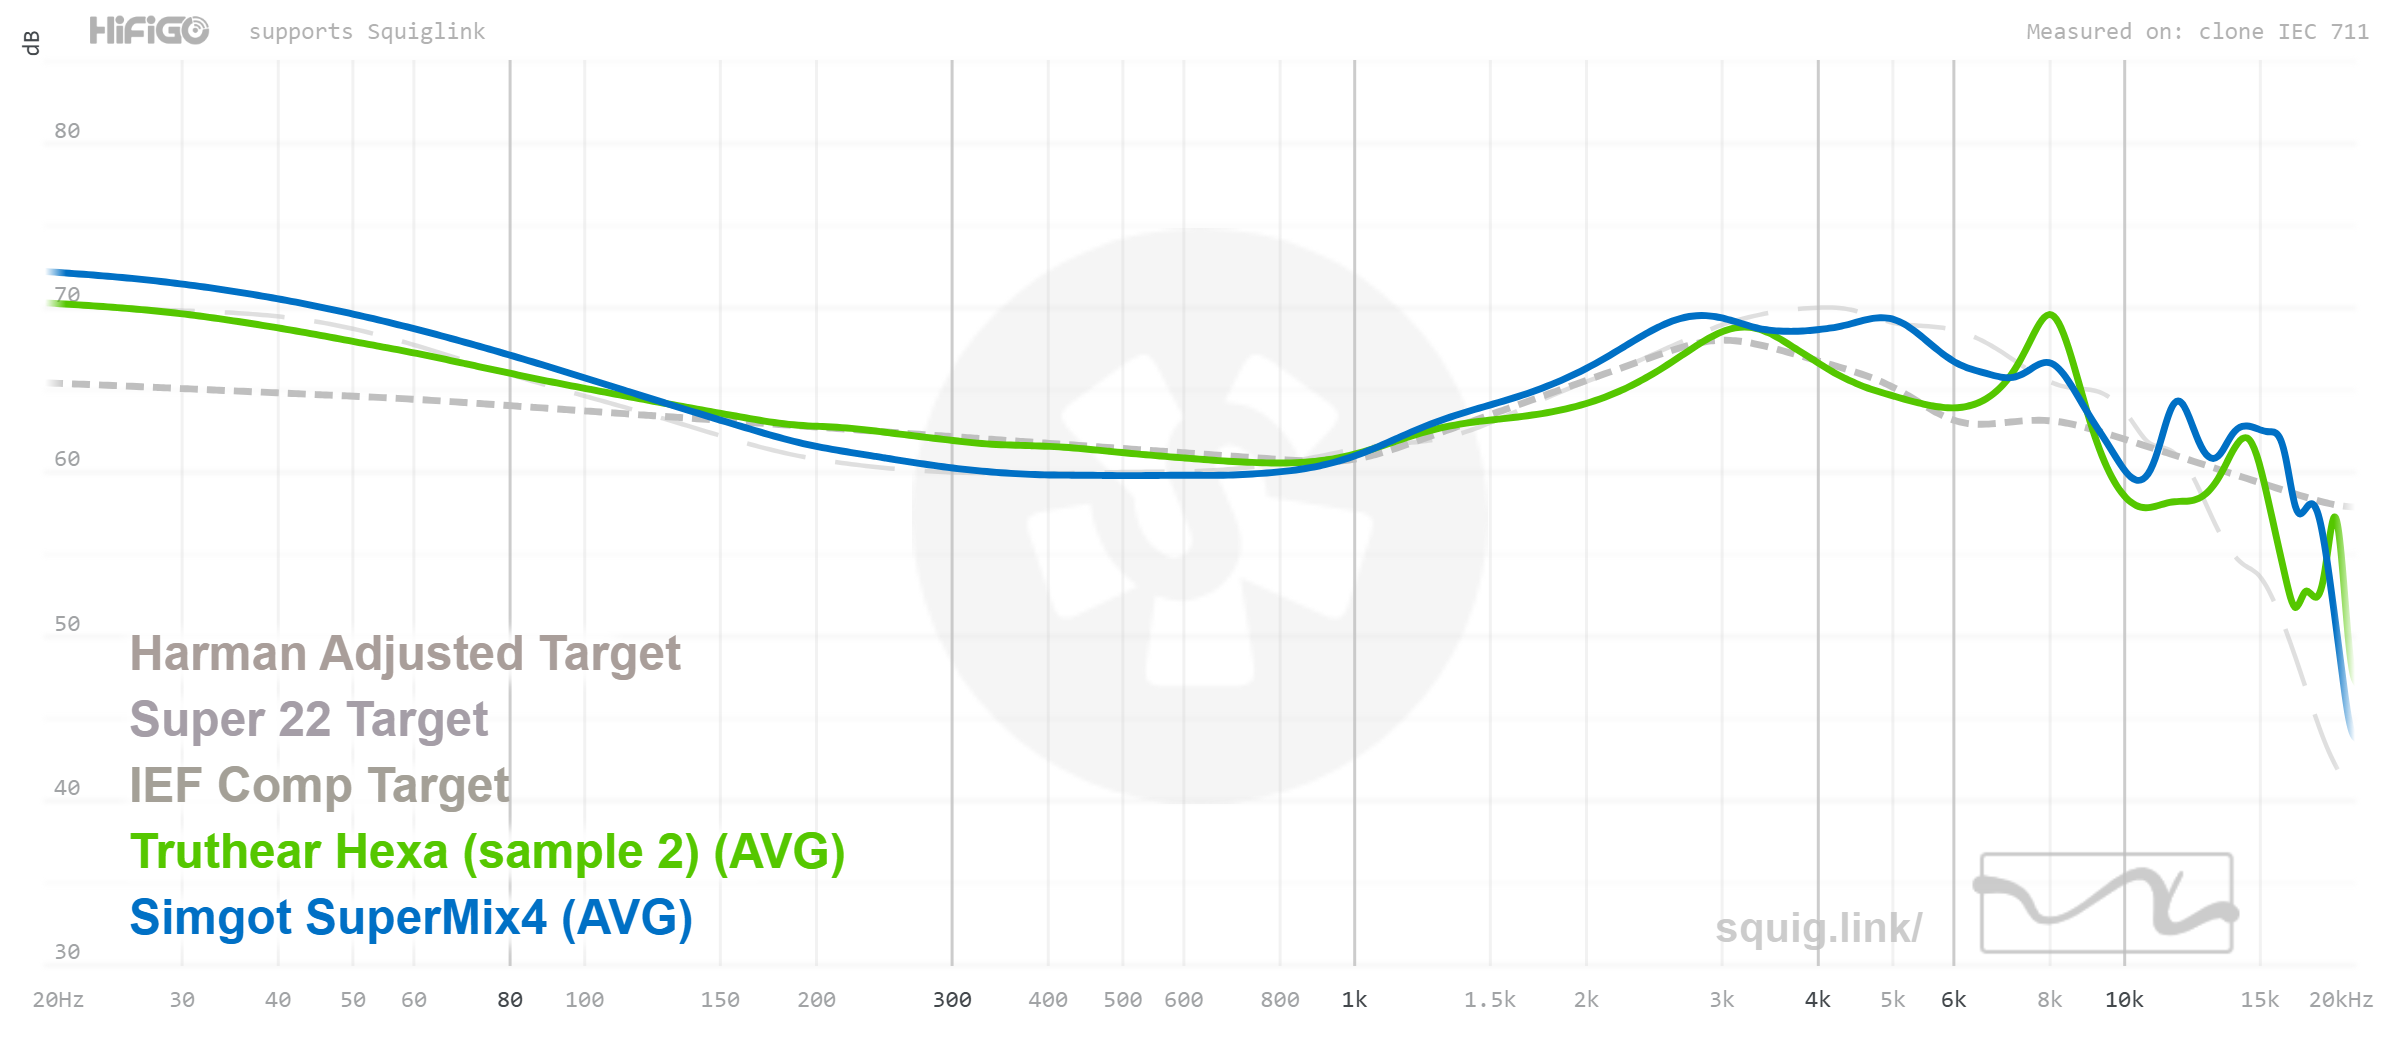 dB
HiFiGO supports Squiglink
Measured on: clone IEC 711
80
70
60
50
40
30
Harman Adjusted Target
Super 22 Target
IEF Comp Target
Truthear Hexa (sample 2) (AVG)
Simgot SuperMix4 (AVG)
squig.link/
20Hz 30 40 50 60 80 100 150 200 300 400 500 600 800 1k 1.5k 2k 3k 4k 5k 6k 8k 10k 15k 20kHz